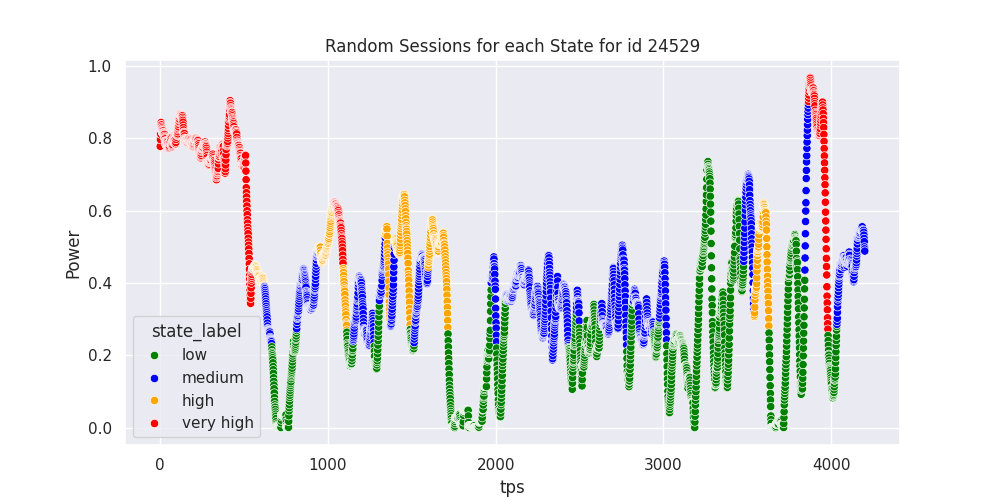 Random Sessions for each State for id 24529
1.0
0.8
0.6
0.4
0.2
0.0
Power
state_label
low
medium
high
very high
0
1000
2000
3000
4000
tps